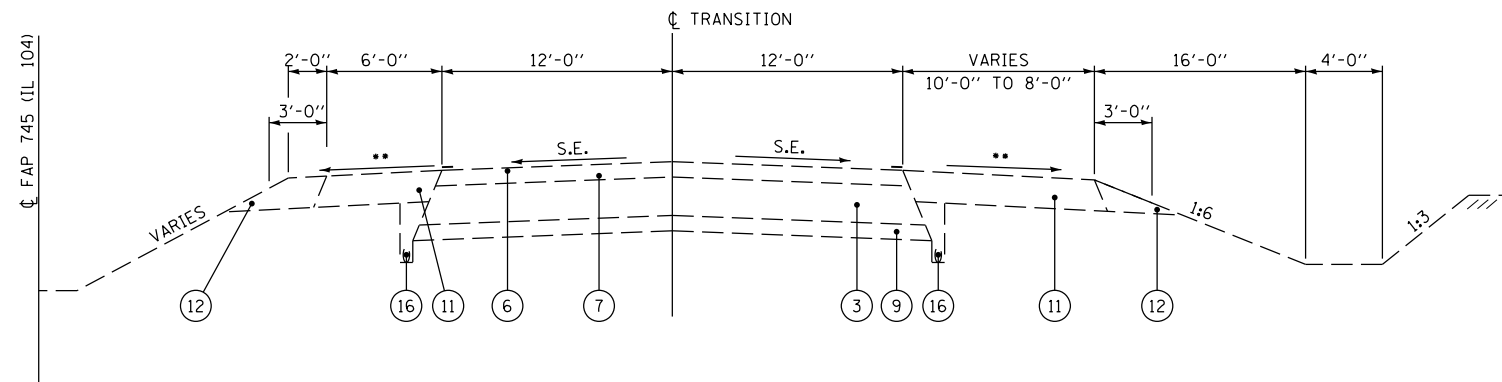 ℄ TRANSITION
℄ FAP 745 (IL 104)
2'-0" 6'-0" 12'-0" 12'-0" VARIES 16'-0" 4'-0"
10'-0" TO 8'-0"
3'-0" 3'-0"
** S.E. S.E. **
VARIES 1:6 1:3
12 16 11 6 7 3 9 16 11 12